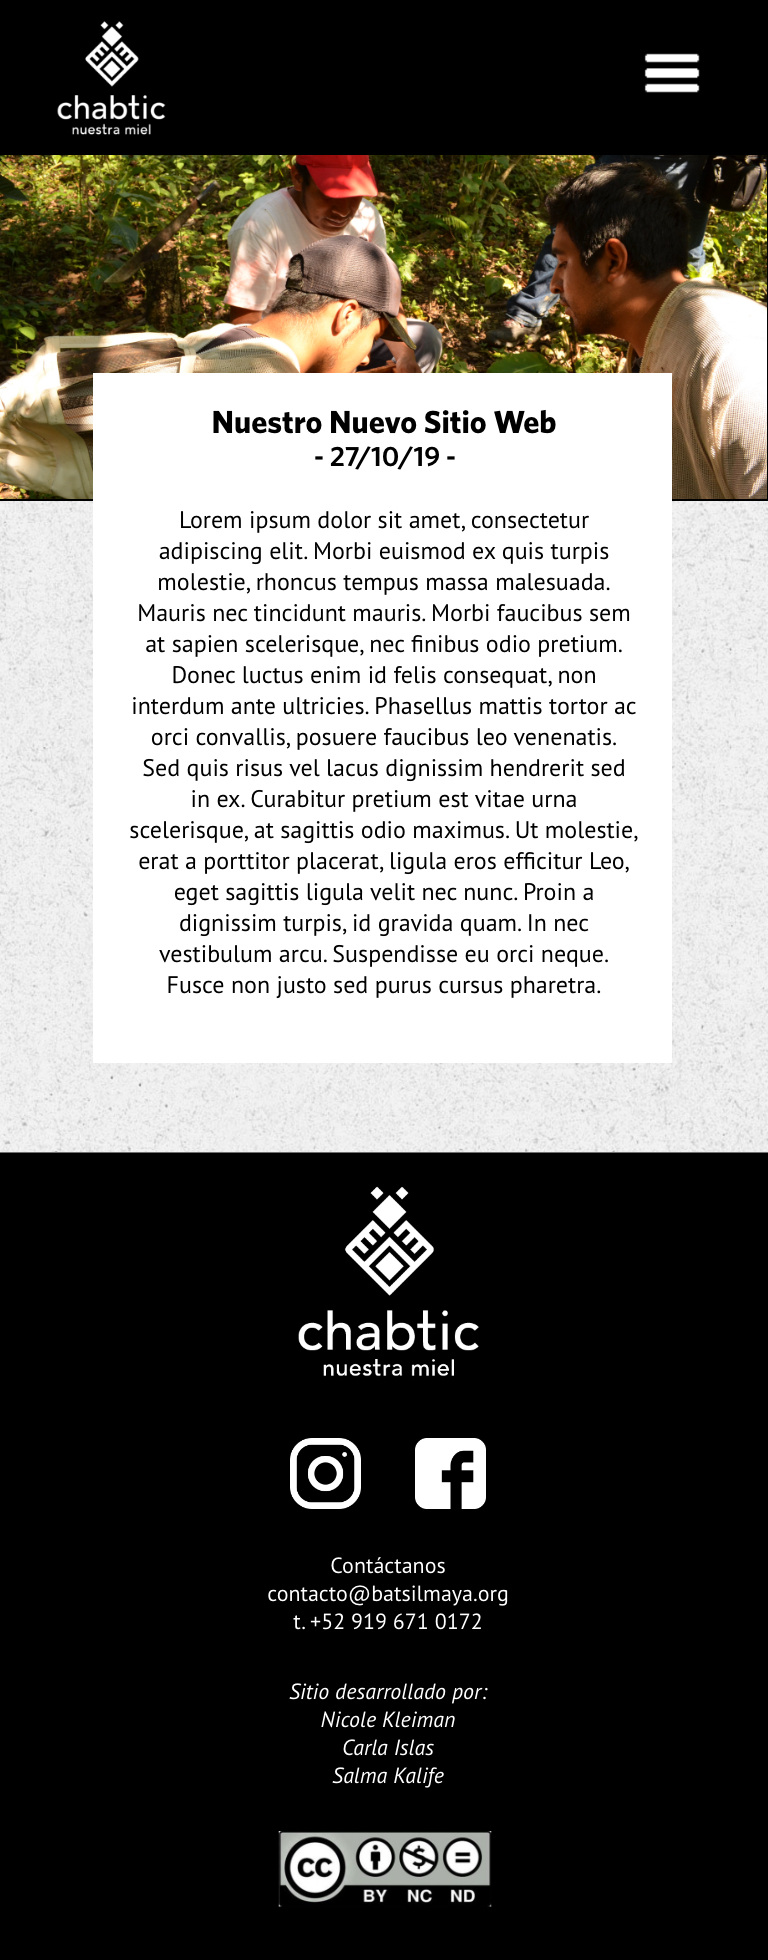 chabtic
nuestra miel
Nuestro Nuevo Sitio Web
- 27/10/19 -
Lorem ipsum dolor sit amet, consectetur
adipiscing elit. Morbi euismod ex quis turpis
molestie, rhoncus tempus massa malesuada.
Mauris nec tincidunt mauris. Morbi faucibus sem
at sapien scelerisque, nec finibus odio pretium.
Donec luctus enim id felis consequat, non
interdum ante ultricies. Phasellus mattis tortor ac
orci convallis, posuere faucibus leo venenatis.
Sed quis risus vel lacus dignissim hendrerit sed
in ex. Curabitur pretium est vitae urna
scelerisque, at sagittis odio maximus. Ut molestie,
erat a porttitor placerat, ligula eros efficitur Leo,
eget sagittis ligula velit nec nunc. Proin a
dignissim turpis, id gravida quam. In nec
vestibulum arcu. Suspendisse eu orci neque.
Fusce non justo sed purus cursus pharetra.
chabtic
nuestra miel
Contáctanos
contacto@batsilmaya.org
t. +52 919 671 0172
Sitio desarrollado por:
Nicole Kleiman
Carla Islas
Salma Kalife
CC
BY NC ND